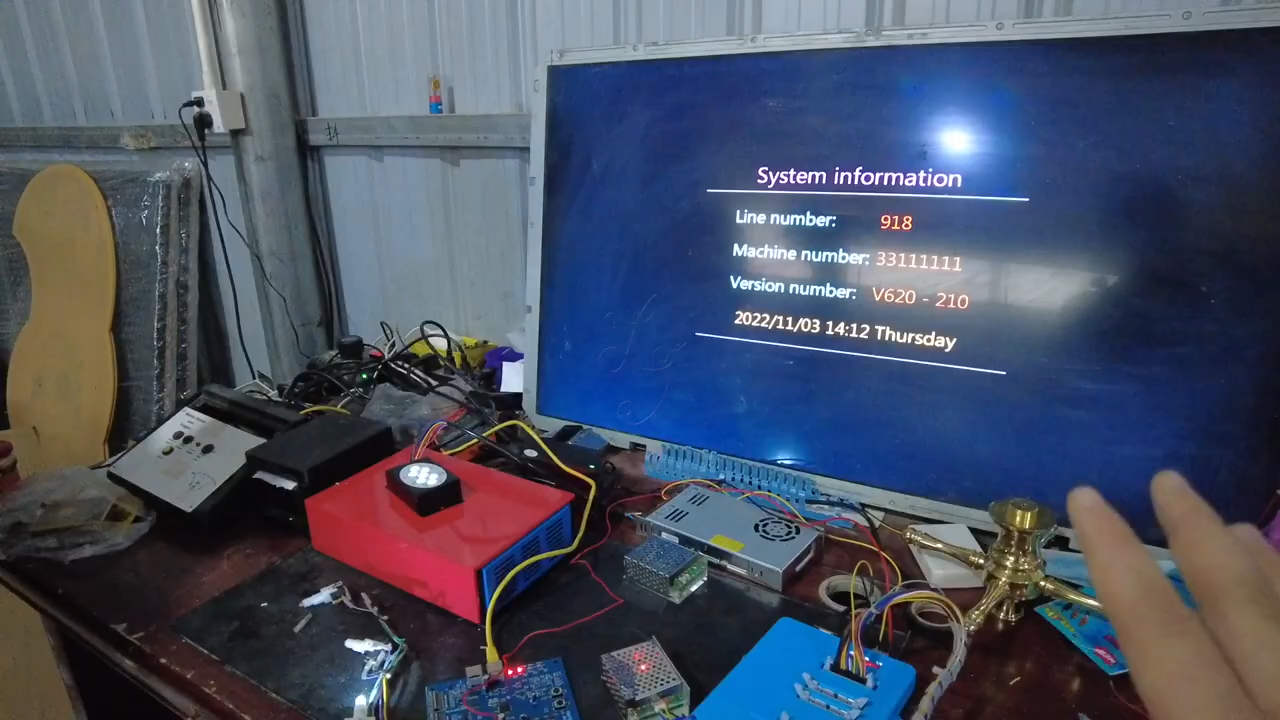 System information
Line number: 918
Machine number: 33111111
Version number: V620 - 210
2022/11/03 14:12 Thursday